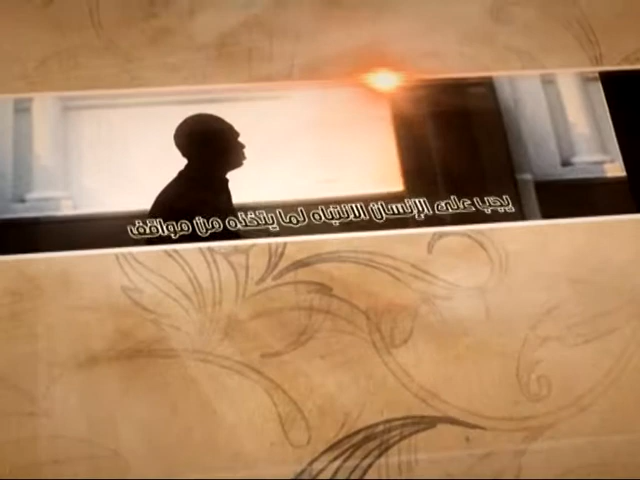 يجب على الإنسان الانتباه لما يتخذه من مواقف